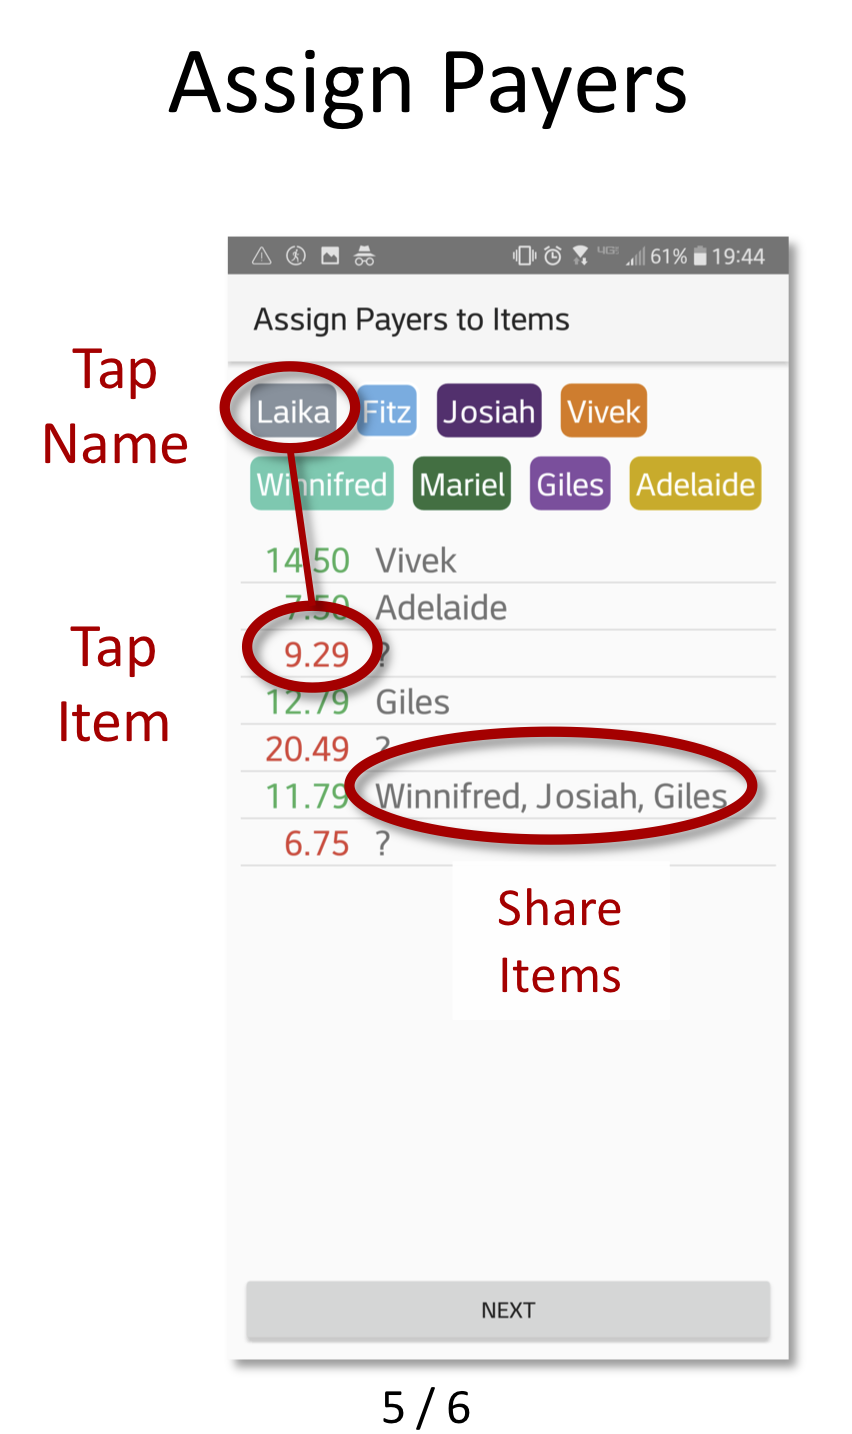 Assign Payers
4GE 61% 19:44
Assign Payers to Items
Tap
Name
Laika Fitz Josiah Vivek
Winnifred Mariel Giles Adelaide
14.50 Vivek
7.50 Adelaide
Tap
Item
9.29 ?
12.79 Giles
20.49 ?
11.79 Winnifred, Josiah, Giles
6.75 ?
Share
Items
NEXT
5 / 6